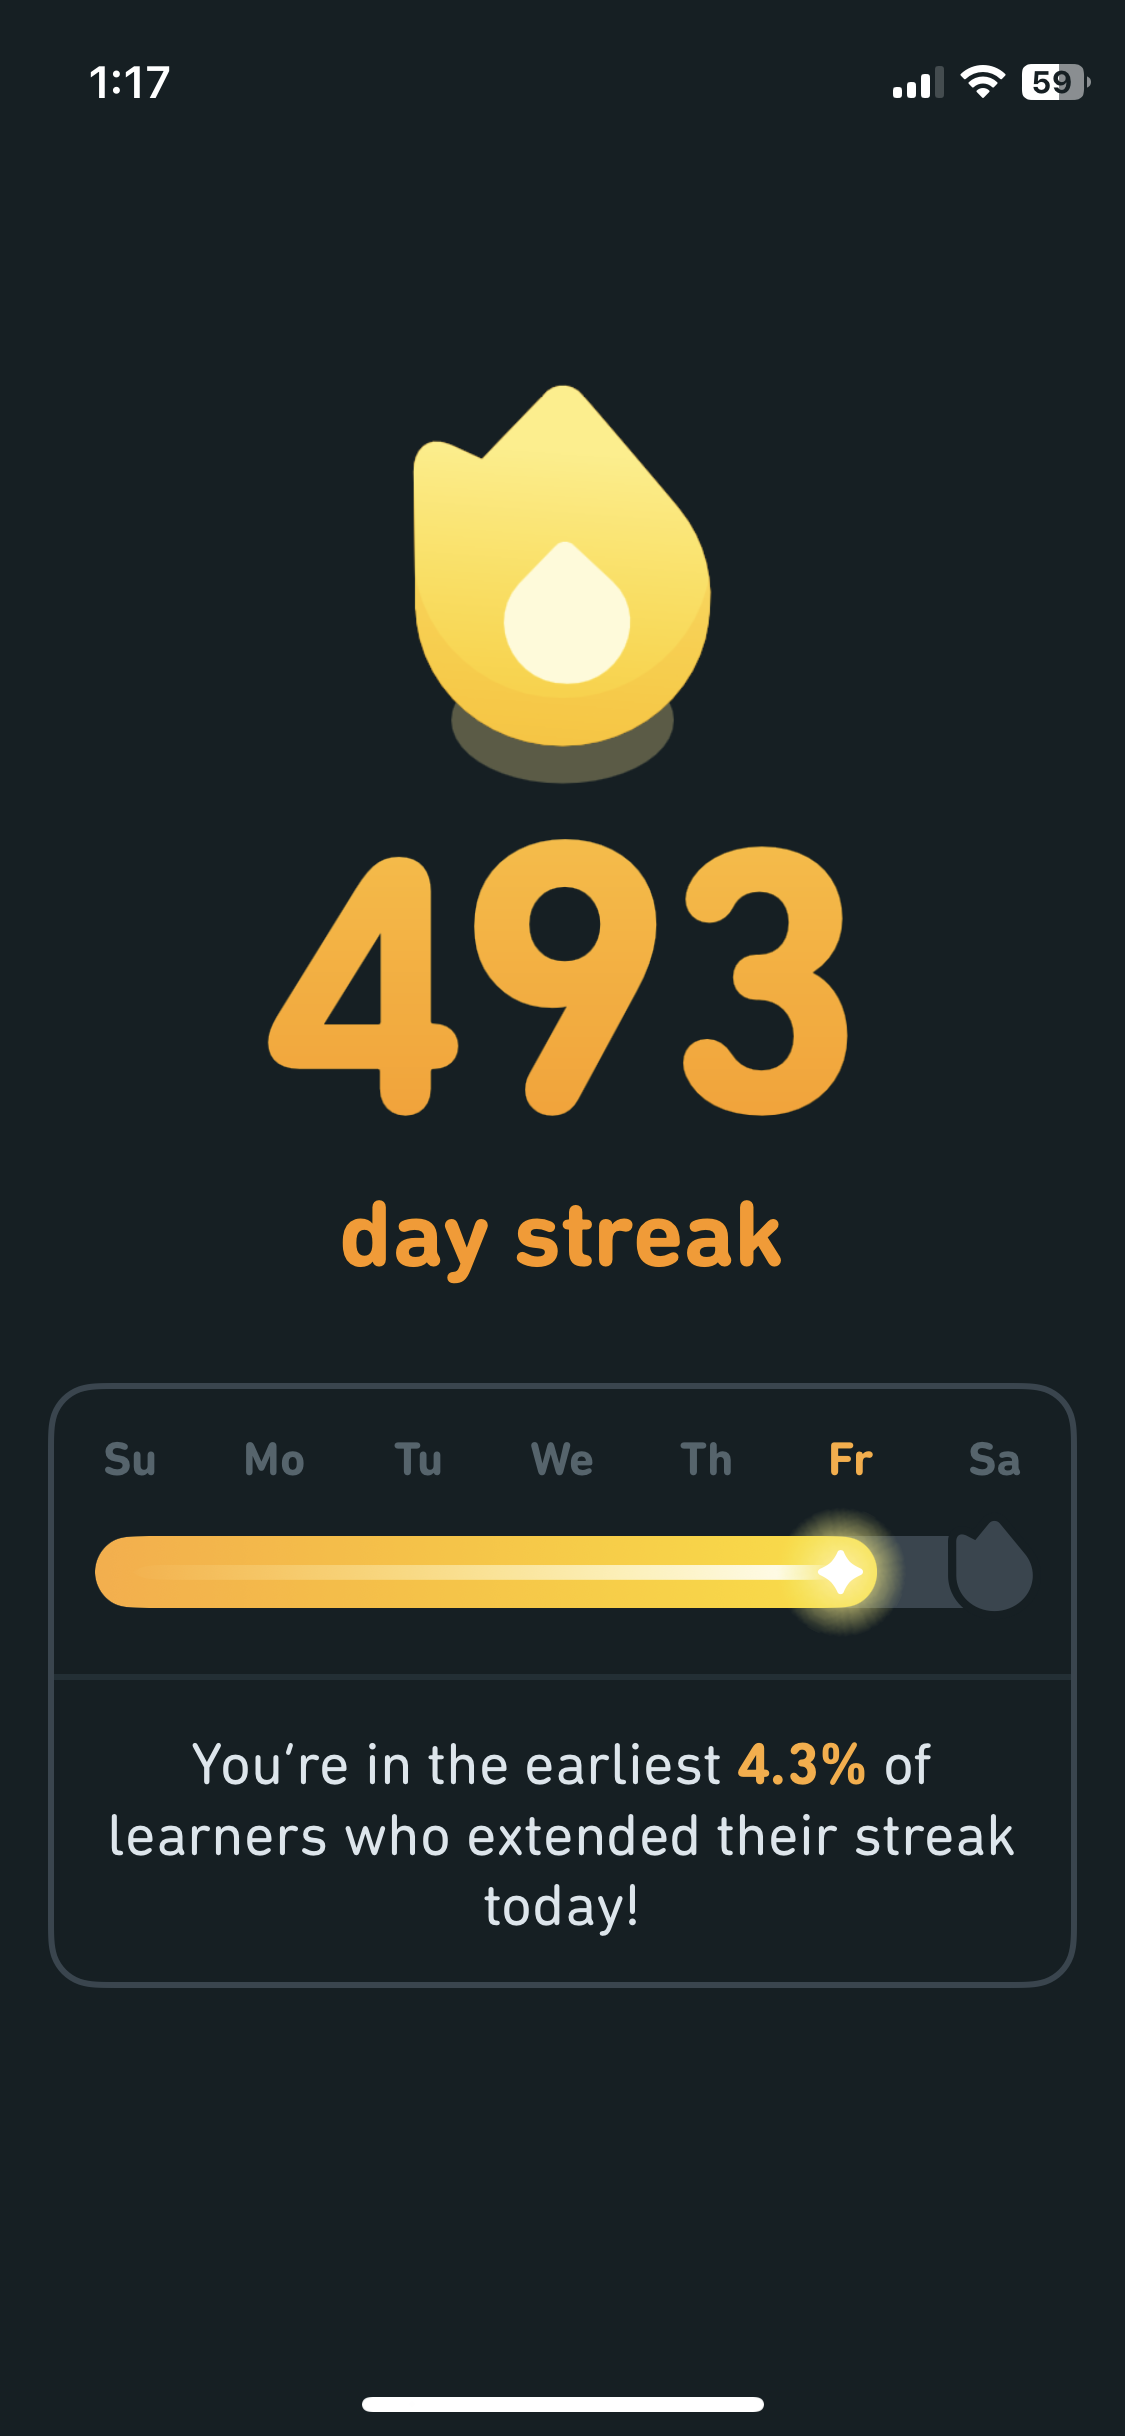 1:17
59
493
day streak
Su Mo Tu We Th Fr Sa
You’re in the earliest 4.3% of
learners who extended their streak
today!